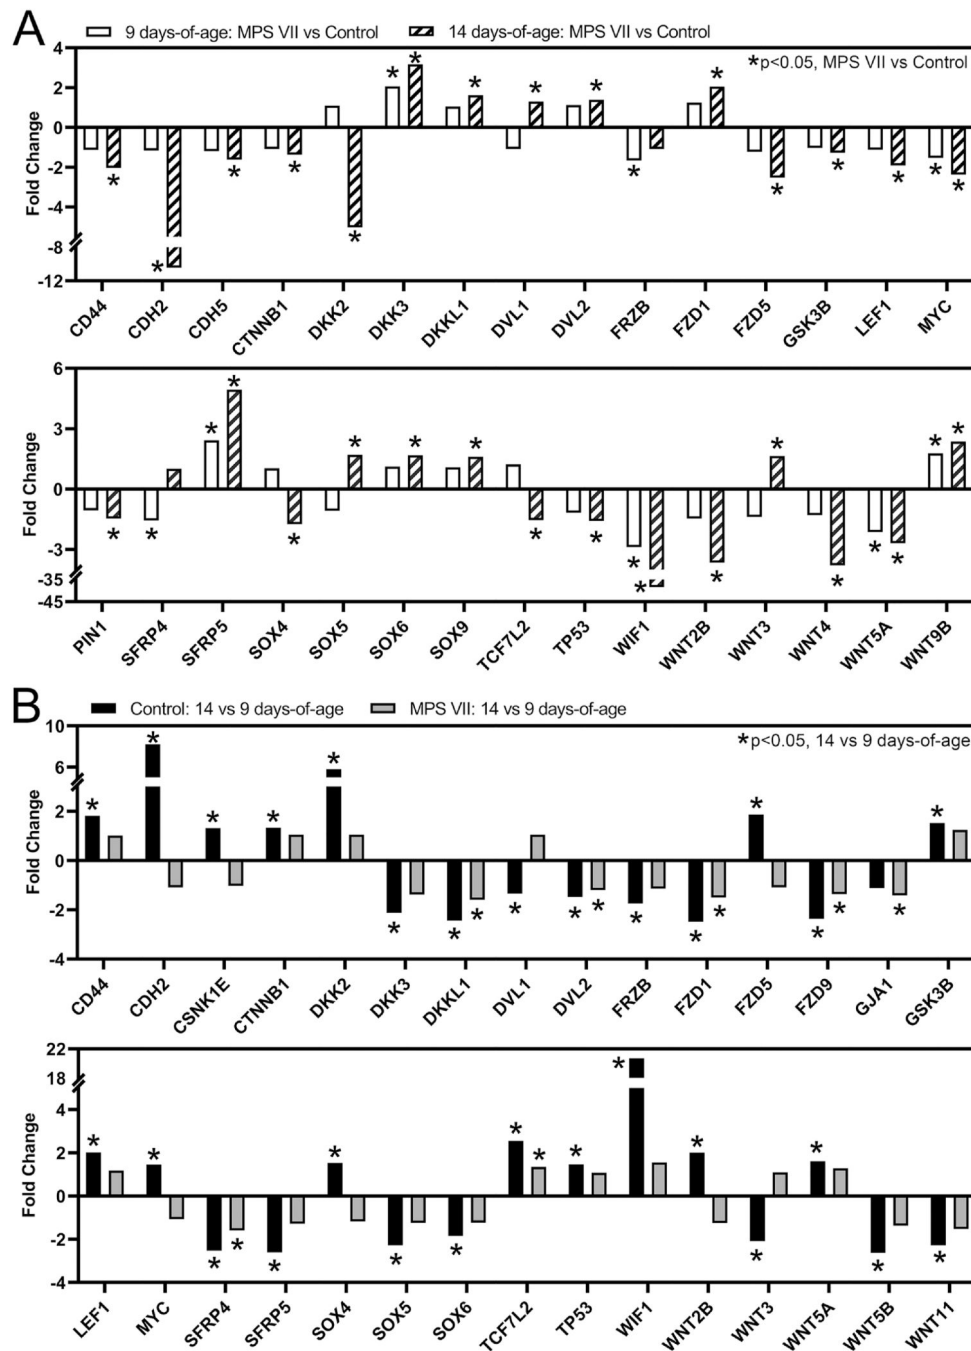 A
9 days-of-age: MPS VII vs Control 14 days-of-age: MPS VII vs Control
*p<0.05, MPS VII vs Control
Fold Change
4
2
0
-2
-4
-8
-12
* * * * * * * * * * * * * * * * *
CD44 CDH2 CDH5 CTNNB1 DKK2 DKK3 DKKL1 DVL1 DVL2 FRZB FZD1 FZD5 GSK3B LEF1 MYC
Fold Change
6
3
0
-3
-35
-45
* * * * * * * * * * * * * * * * * * *
PIN1 SFRP4 SFRP5 SOX4 SOX5 SOX6 SOX9 TCF7L2 TP53 WIF1 WNT2B WNT3 WNT4 WNT5A WNT9B
B
Control: 14 vs 9 days-of-age MPS VII: 14 vs 9 days-of-age
*p<0.05, 14 vs 9 days-of-age
Fold Change
10
6
2
0
-2
-4
* * * * * * * * * * * * * * * * * * *
CD44 CDH2 CSNK1E CTNNB1 DKK2 DKK3 DKKL1 DVL1 DVL2 FRZB FZD1 FZD5 FZD9 GJA1 GSK3B
Fold Change
22
18
4
2
0
-2
-4
* * * * * * * * * * * * * * * * *
LEF1 MYC SFRP4 SFRP5 SOX4 SOX5 SOX6 TCF7L2 TP53 WIF1 WNT2B WNT3 WNT5A WNT5B WNT11